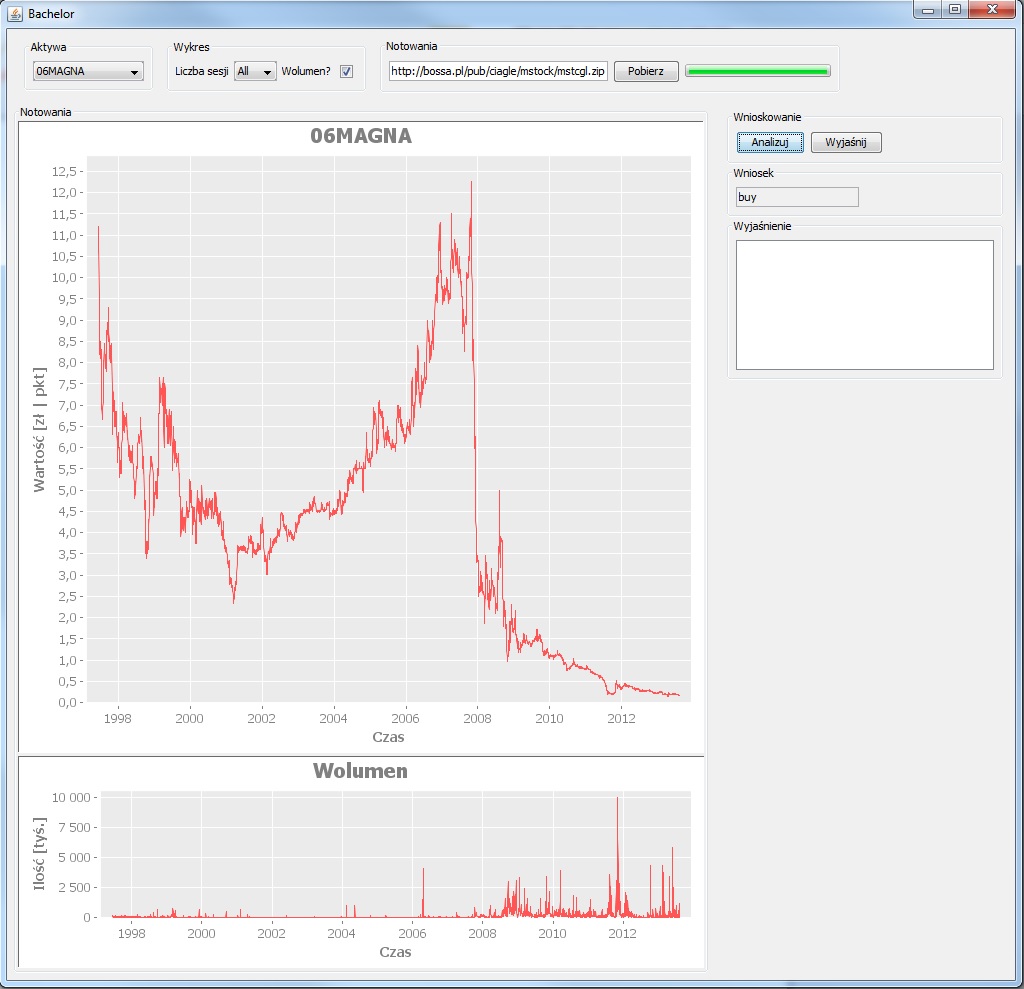 Bachelor
Aktywa
06MAGNA
Wykres
Liczba sesji All Wolumen?
Notowania
http://bossa.pl/pub/ciagle/mstock/mstcgl.zip Pobierz
Notowania
06MAGNA
12,5
12,0
11,5
11,0
10,5
10,0
9,5
9,0
8,5
8,0
7,5
7,0
6,5
6,0
5,5
5,0
4,5
4,0
3,5
3,0
2,5
2,0
1,5
1,0
0,5
0,0
Wartość [zł | pkt]
1998 2000 2002 2004 2006 2008 2010 2012
Czas
Wolumen
10 000
7 500
5 000
2 500
0
Ilość [tyś.]
1998 2000 2002 2004 2006 2008 2010 2012
Czas
Wnioskowanie
Analizuj Wyjaśnij
Wniosek
buy
Wyjaśnienie